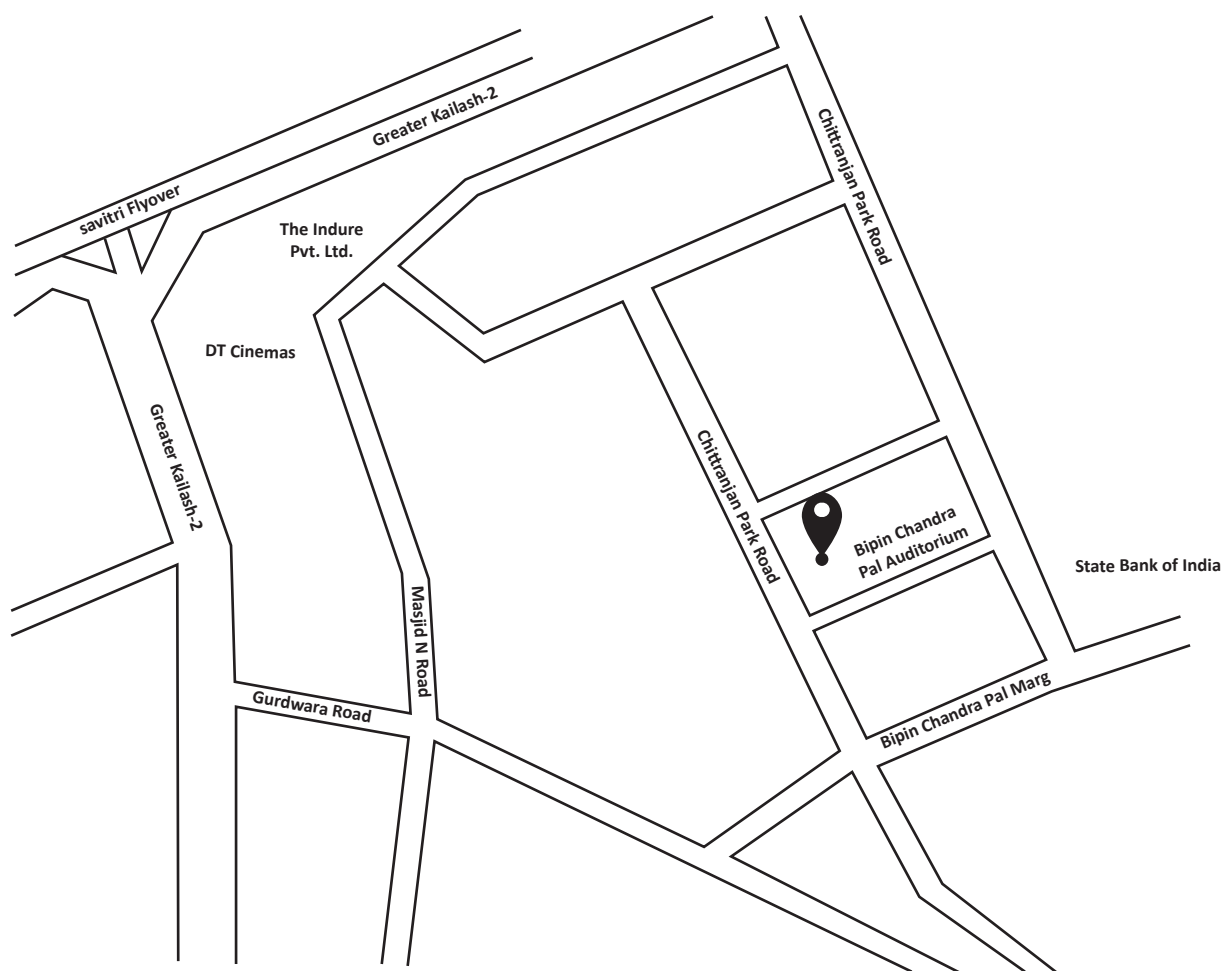 Greater Kailash-2
savitri Flyover
Chittranjan Park Road
The Indure
Pvt. Ltd.
DT Cinemas
Greater Kailash-2
Chittranjan Park Road
Bipin Chandra
Pal Auditorium
State Bank of India
Masjid N Road
Gurdwara Road
Bipin Chandra Pal Marg